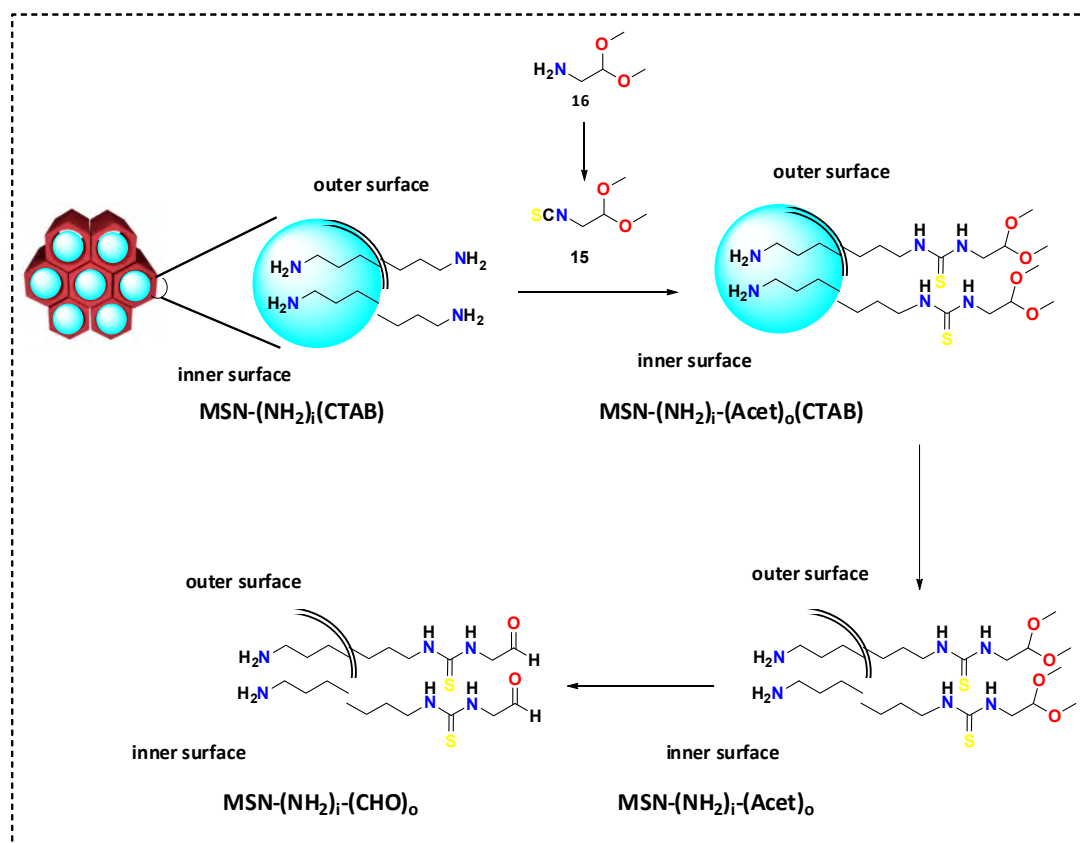 O
H₂N
O
16
outer surface
outer surface
O
SCN
O
15
H₂N
NH₂
H₂N
NH₂
H₂N
H
N
H
N
O
O
S
H₂N
H
N
H
N
O
O
S
inner surface
inner surface
MSN-(NH₂)ᵢ(CTAB)
MSN-(NH₂)ᵢ-(Acet)ₒ(CTAB)
outer surface
outer surface
H₂N
H
N
H
N
O
H
S
H₂N
H
N
H
N
O
H
S
H₂N
H
N
H
N
O
O
S
H₂N
H
N
H
N
O
O
S
inner surface
inner surface
MSN-(NH₂)ᵢ-(CHO)ₒ
MSN-(NH₂)ᵢ-(Acet)ₒ